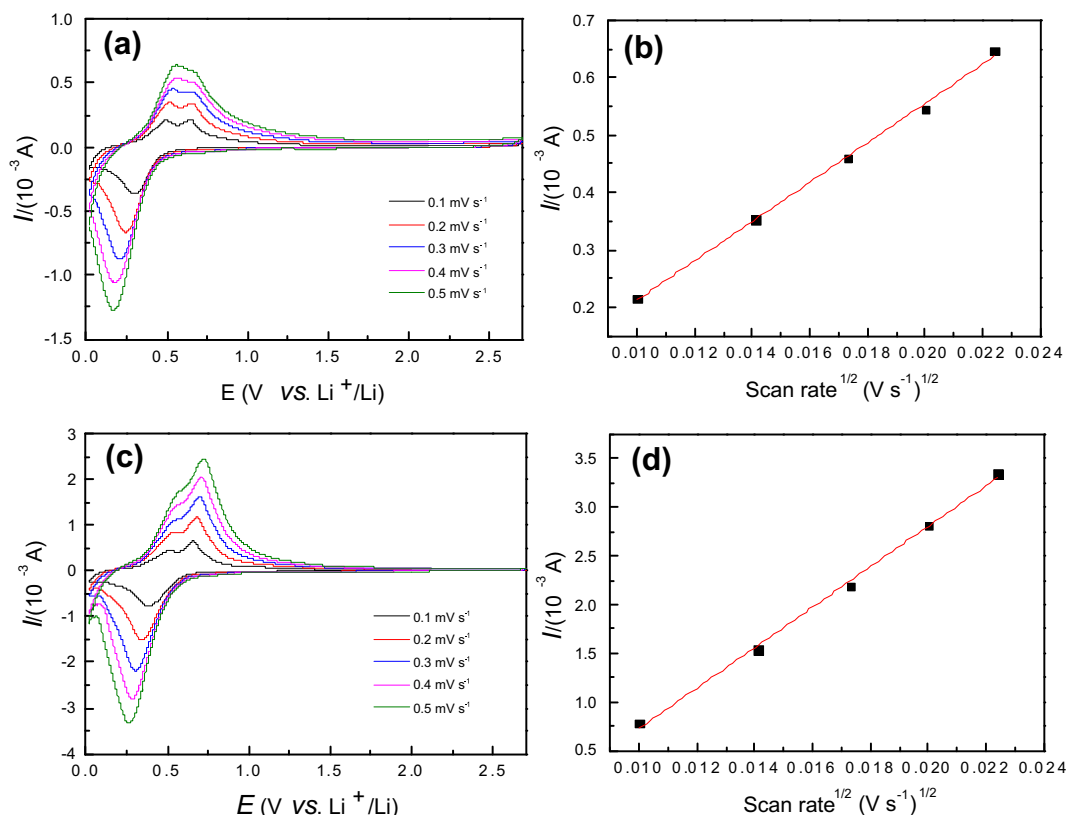 (a)
1.0
0.5
0.0
-0.5
-1.0
-1.5
I/(10 -3 A)
0.1 mV s-1
0.2 mV s-1
0.3 mV s-1
0.4 mV s-1
0.5 mV s-1
0.0 0.5 1.0 1.5 2.0 2.5
E (V vs. Li +/Li)
(b)
0.7
0.6
0.5
0.4
0.3
0.2
I/(10 -3 A)
0.010 0.012 0.014 0.016 0.018 0.020 0.022 0.024
Scan rate1/2 (V s-1)1/2
(c)
3
2
1
0
-1
-2
-3
-4
I/(10 -3 A)
0.1 mV s-1
0.2 mV s-1
0.3 mV s-1
0.4 mV s-1
0.5 mV s-1
0.0 0.5 1.0 1.5 2.0 2.5
E (V vs. Li +/Li)
(d)
3.5
3.0
2.5
2.0
1.5
1.0
0.5
I/(10 -3 A)
0.010 0.012 0.014 0.016 0.018 0.020 0.022 0.024
Scan rate1/2 (V s-1)1/2